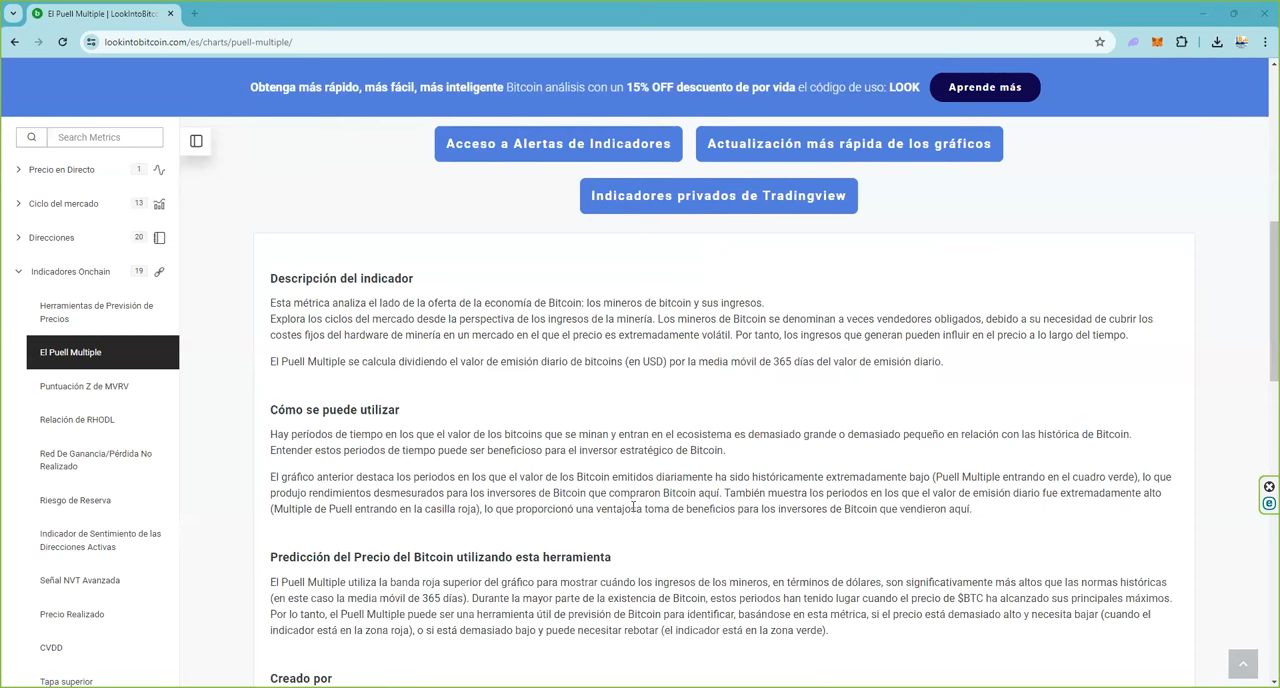 El Puell Multiple | LookIntoBitc
lookintobitcoin.com/es/charts/puell-multiple/
Obtenga más rápido, más fácil, más inteligente Bitcoin análisis con un 15% OFF descuento de por vida el código de uso: LOOK
Aprende más
Search Metrics
Precio en Directo 1
Ciclo del mercado 13
Direcciones 20
Indicadores Onchain 19
Herramientas de Previsión de
Precios
El Puell Multiple
Puntuación Z de MVRV
Relación de RHODL
Red De Ganancia/Pérdida No
Realizado
Riesgo de Reserva
Indicador de Sentimiento de las
Direcciones Activas
Señal NVT Avanzada
Precio Realizado
CVDD
Tapa superior
Acceso a Alertas de Indicadores
Actualización más rápida de los gráficos
Indicadores privados de Tradingview
Descripción del indicador
Esta métrica analiza el lado de la oferta de la economía de Bitcoin: los mineros de bitcoin y sus ingresos.
Explora los ciclos del mercado desde la perspectiva de los ingresos de la minería. Los mineros de Bitcoin se denominan a veces vendedores obligados, debido a su necesidad de cubrir los
costes fijos del hardware de minería en un mercado en el que el precio es extremadamente volátil. Por tanto, los ingresos que generan pueden influir en el precio a lo largo del tiempo.
El Puell Multiple se calcula dividiendo el valor de emisión diario de bitcoins (en USD) por la media móvil de 365 días del valor de emisión diario.
Cómo se puede utilizar
Hay periodos de tiempo en los que el valor de los bitcoins que se minan y entran en el ecosistema es demasiado grande o demasiado pequeño en relación con las histórica de Bitcoin.
Entender estos periodos de tiempo puede ser beneficioso para el inversor estratégico de Bitcoin.
El gráfico anterior destaca los periodos en los que el valor de los Bitcoin emitidos diariamente ha sido históricamente extremadamente bajo (Puell Multiple entrando en el cuadro verde), lo que
produjo rendimientos desmesurados para los inversores de Bitcoin que compraron Bitcoin aquí. También muestra los periodos en los que el valor de emisión diario fue extremadamente alto
(Multiple de Puell entrando en la casilla roja), lo que proporcionó una ventajosa toma de beneficios para los inversores de Bitcoin que vendieron aquí.
Predicción del Precio del Bitcoin utilizando esta herramienta
El Puell Multiple utiliza la banda roja superior del gráfico para mostrar cuándo los ingresos de los mineros, en términos de dólares, son significativamente más altos que las normas históricas
(en este caso la media móvil de 365 días). Durante la mayor parte de la existencia de Bitcoin, estos periodos han tenido lugar cuando el precio de $BTC ha alcanzado sus principales máximos.
Por lo tanto, el Puell Multiple puede ser una herramienta útil de previsión de Bitcoin para identificar, basándose en esta métrica, si el precio está demasiado alto y necesita bajar (cuando el
indicador está en la zona roja), o si está demasiado bajo y puede necesitar rebotar (el indicador está en la zona verde).
Creado por